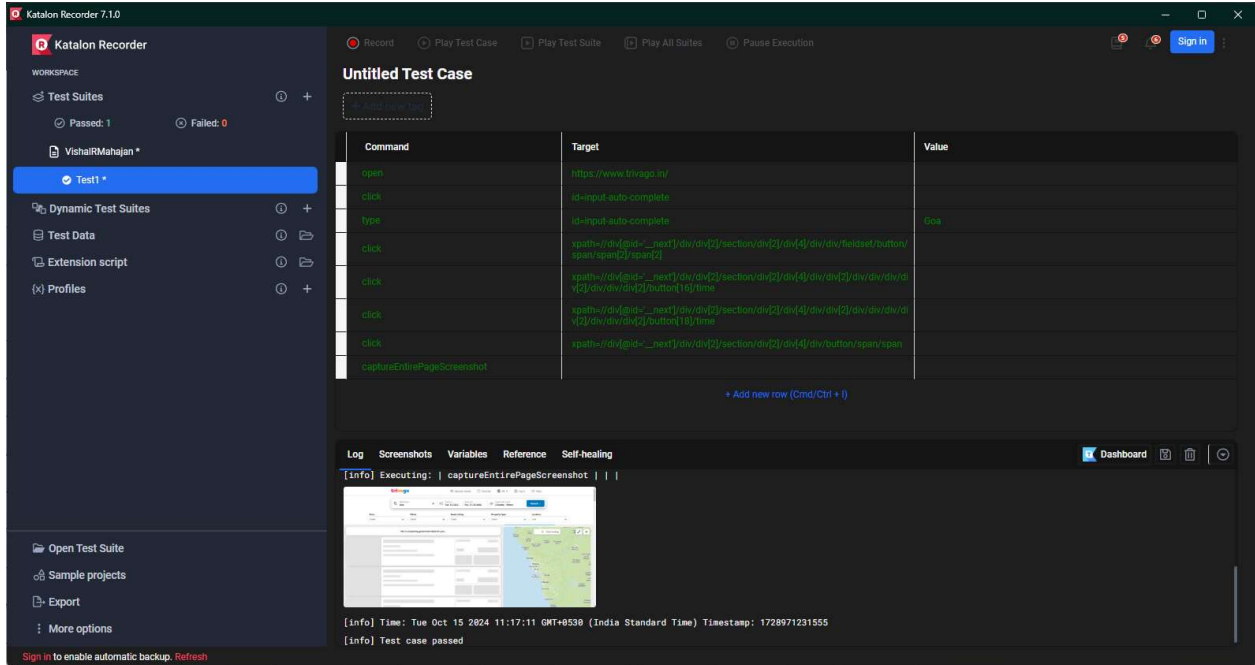 Katalon Recorder 7.1.0
Katalon Recorder
WORKSPACE
Test Suites
Passed: 1 Failed: 0
VishalRMahajan *
Test1 *
Dynamic Test Suites
Test Data
Extension script
{x} Profiles
Open Test Suite
Sample projects
Export
More options
Sign in to enable automatic backup. Refresh
Record Play Test Case Play Test Suite Play All Suites Pause Execution
Sign in
Untitled Test Case
+ Add new tag
Command Target Value
open https://www.trivago.in/
click id=input-auto-complete
type id=input-auto-complete Goa
click xpath=//div[@id='__next']/div/div[2]/section/div[2]/div[4]/div/div/fieldset/button/
span/span[2]/span[2]
click xpath=//div[@id='__next']/div/div[2]/section/div[2]/div[4]/div/div[2]/div/div/div/di
v[2]/div/div/div[2]/button[16]/time
click xpath=//div[@id='__next']/div/div[2]/section/div[2]/div[4]/div/div[2]/div/div/div/di
v[2]/div/div/div[2]/button[18]/time
click xpath=//div[@id='__next']/div/div[2]/section/div[2]/div[4]/div/button/span/span
captureEntirePageScreenshot
+ Add new row (Cmd/Ctrl + I)
Log Screenshots Variables Reference Self-healing Dashboard
[info] Executing: | captureEntirePageScreenshot | | |
trivago
[info] Time: Tue Oct 15 2024 11:17:11 GMT+0530 (India Standard Time) Timestamp: 1728971231555
[info] Test case passed